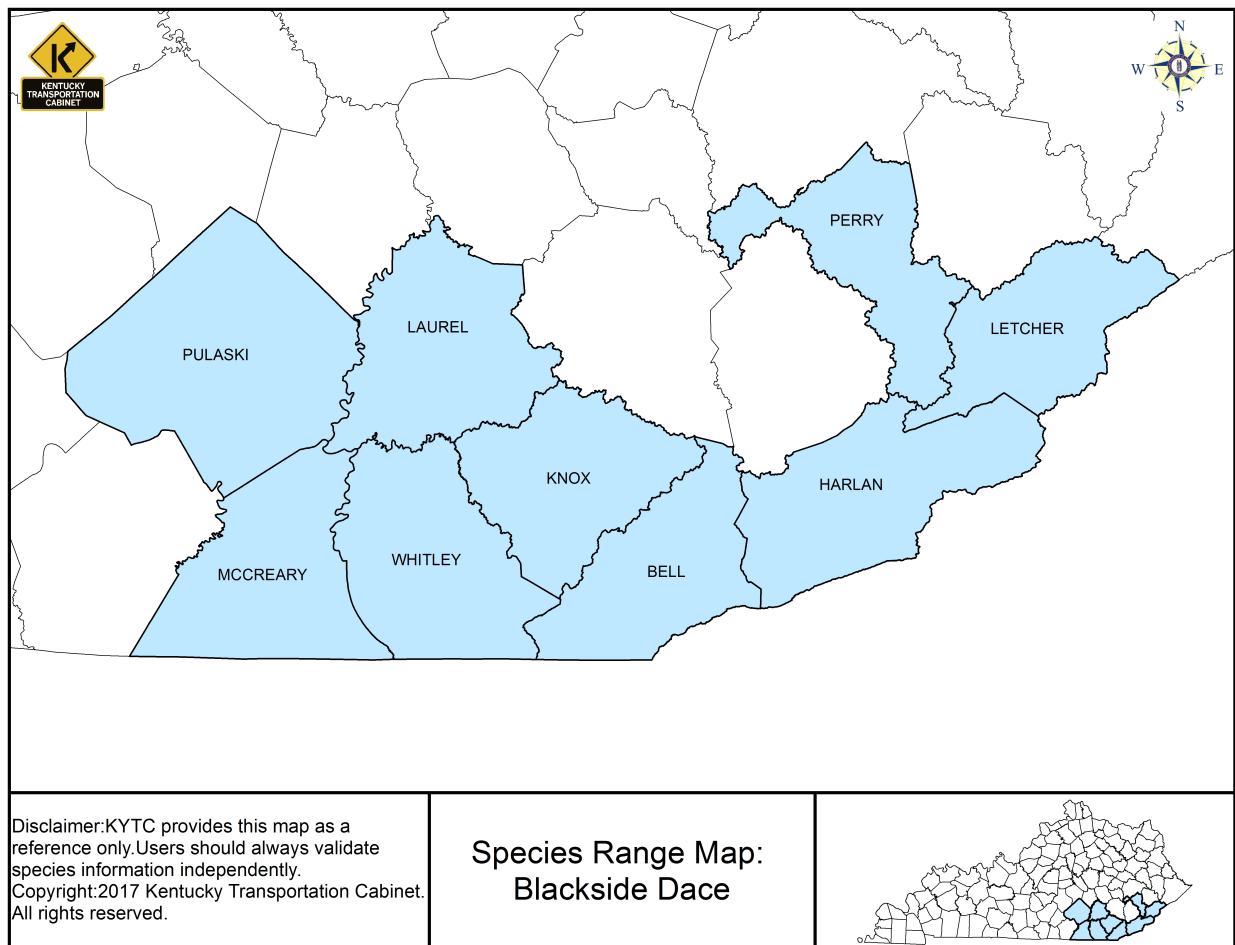 KENTUCKY
TRANSPORTATION
CABINET
N
W
E
S
PERRY
LAUREL
LETCHER
PULASKI
KNOX
HARLAN
WHITLEY
BELL
MCCREARY
Disclaimer:KYTC provides this map as a
reference only.Users should always validate
species information independently.
Copyright:2017 Kentucky Transportation Cabinet.
All rights reserved.
Species Range Map:
Blackside Dace